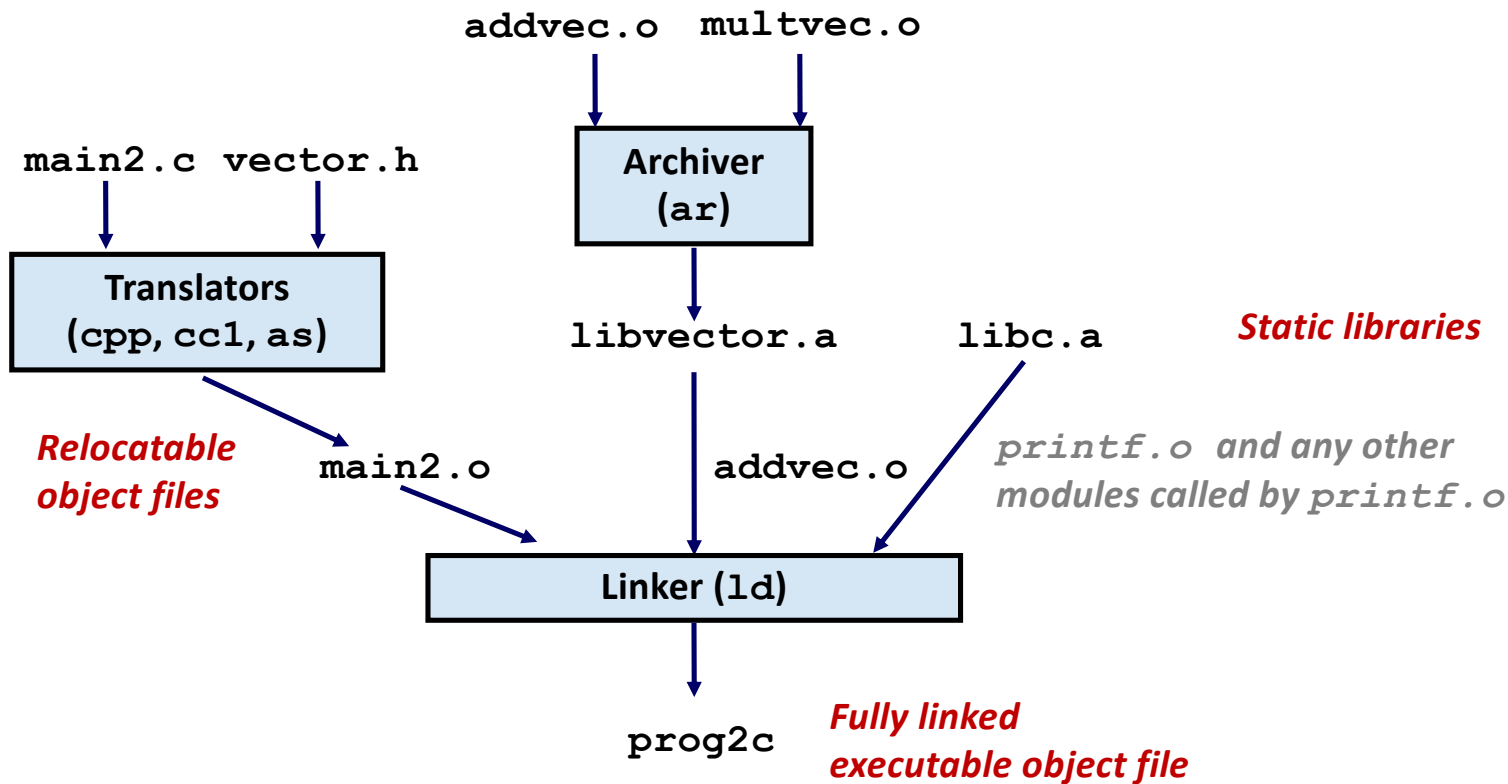 addvec.o multvec.o
main2.c vector.h
Archiver
(ar)
Translators
(cpp, cc1, as)
libvector.a
libc.a
Static libraries
Relocatable
object files
main2.o
addvec.o
printf.o and any other
modules called by printf.o
Linker (ld)
prog2c
Fully linked
executable object file